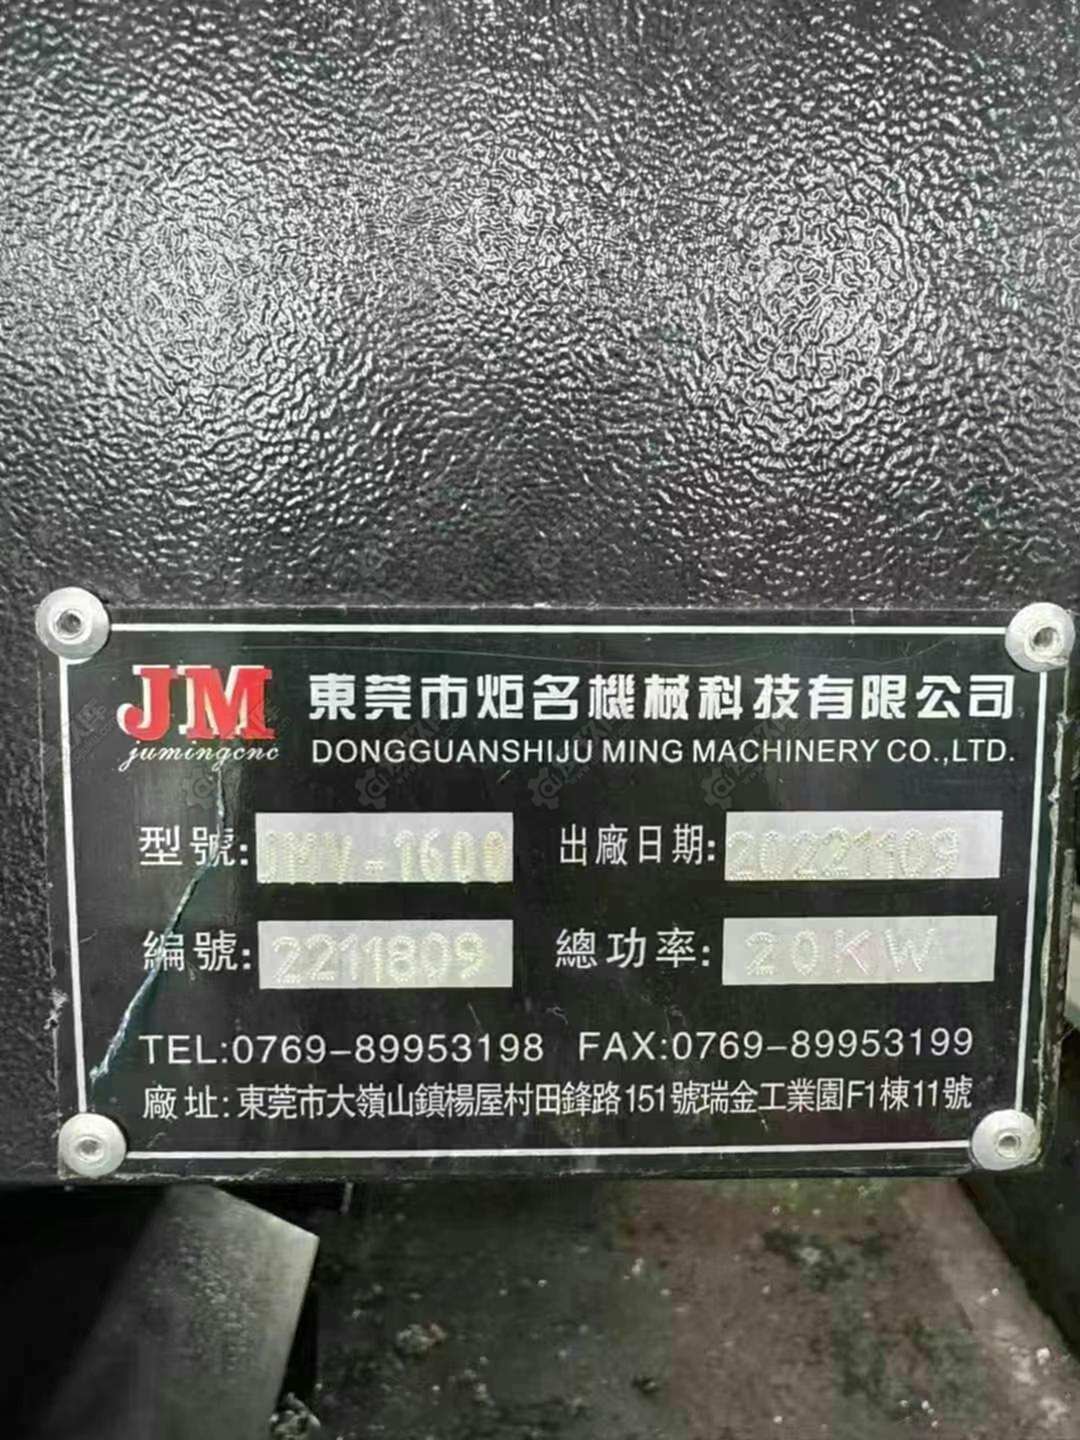 JM 東莞市炬名機械科技有限公司
jumingcnc DONGGUANSHIJU MING MACHINERY CO.,LTD.
型號: -1600 出廠日期: 20221109
編號: 2211809 總功率: 20KW
TEL:0769-89953198 FAX:0769-89953199
廠址:東莞市大嶺山鎮楊屋村田鋒路151號瑞金工業園F1棟11號